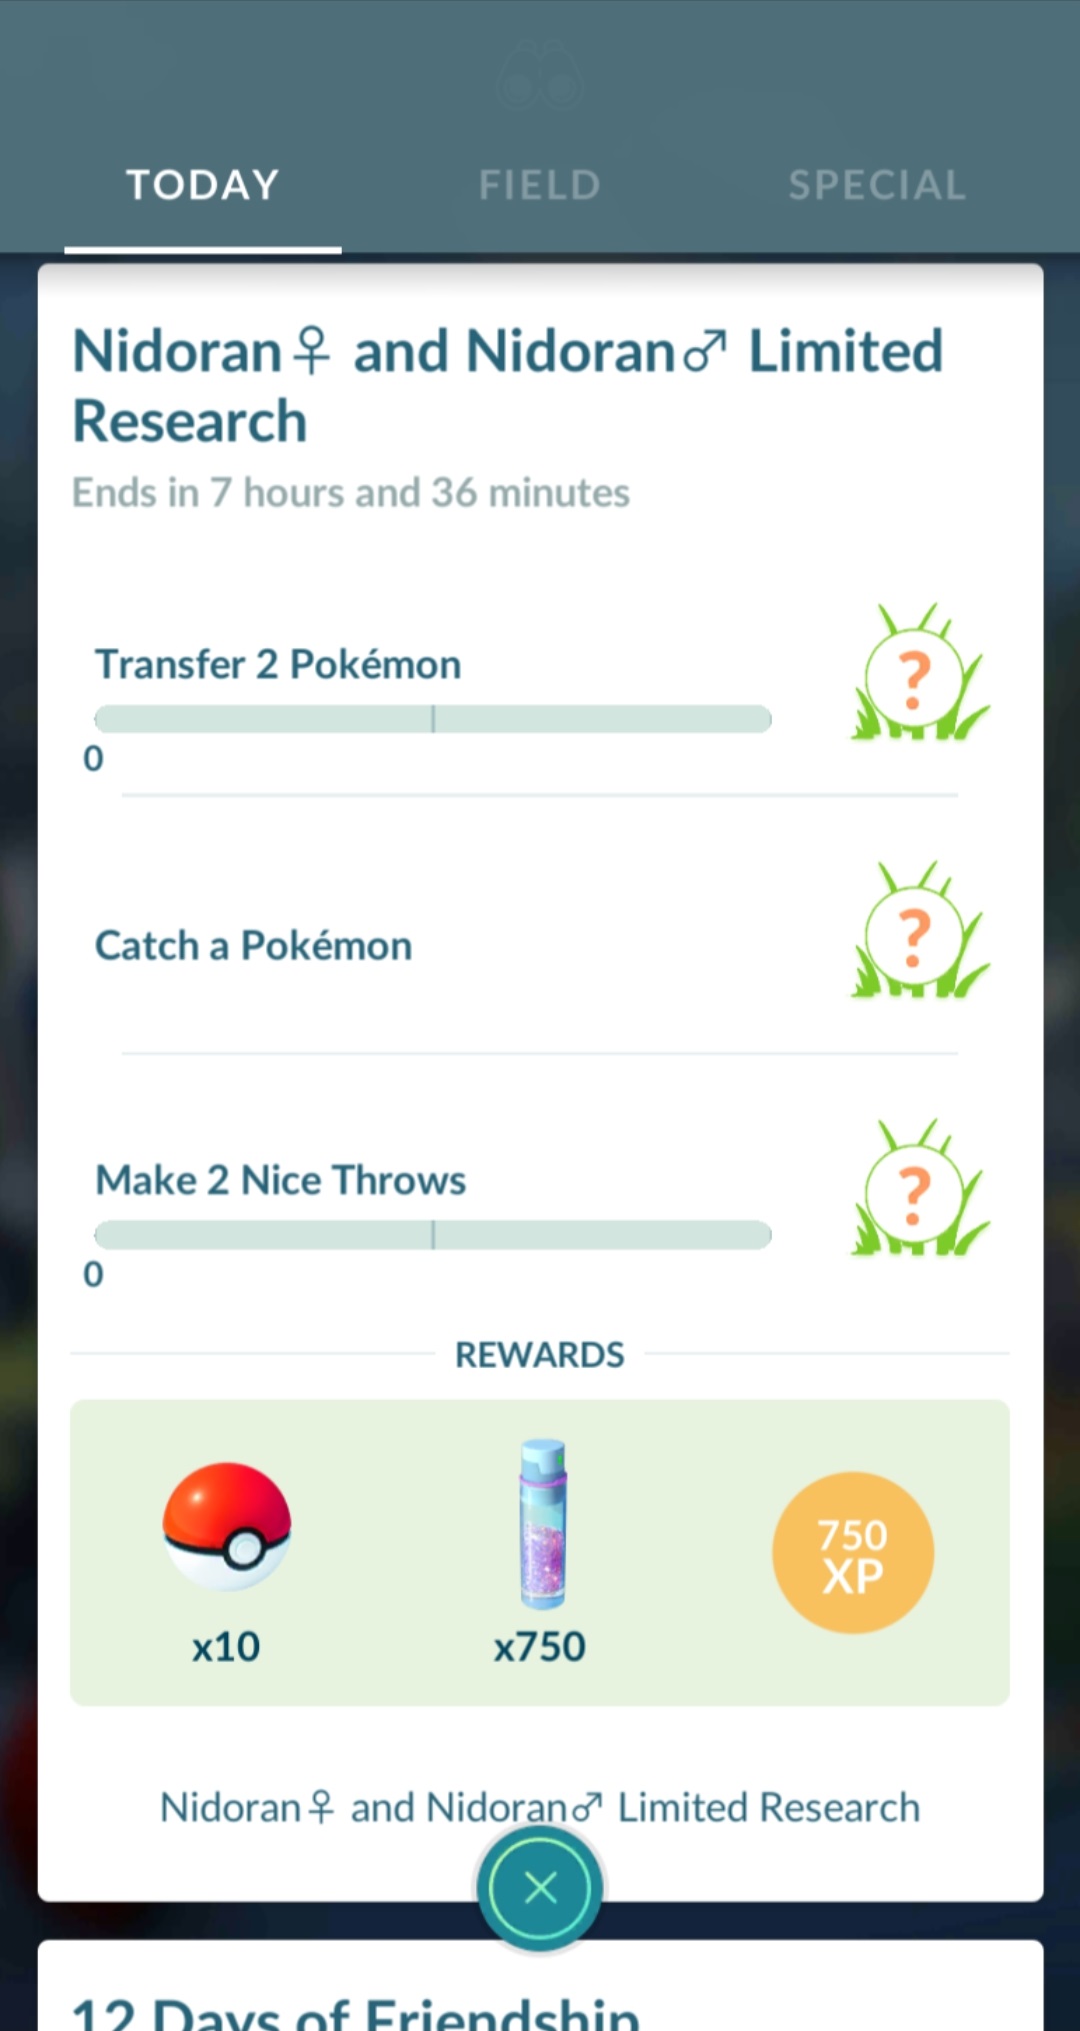 TODAY
FIELD
SPECIAL
Nidoran♀ and Nidoran♂ Limited
Research
Ends in 7 hours and 36 minutes
Transfer 2 Pokémon
?
0
Catch a Pokémon
?
Make 2 Nice Throws
?
0
REWARDS
750
XP
x10
x750
Nidoran♀ and Nidoran♂ Limited Research
12 Days of Friendship